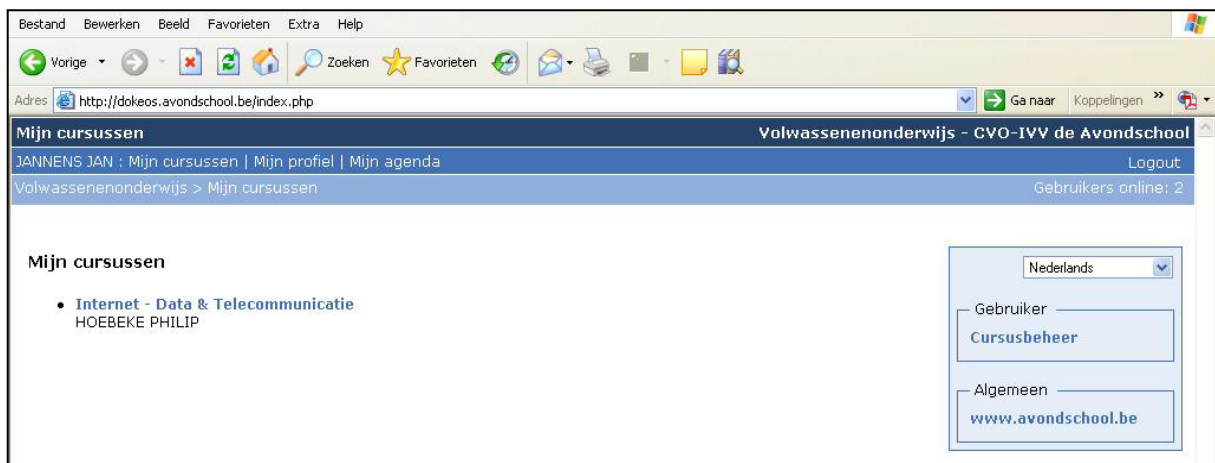 Bestand Bewerken Beeld Favorieten Extra Help
Vorige Zoeken Favorieten
Adres http://dokeos.avondschool.be/index.php Ga naar Koppelingen »
Mijn cursussen Volwassenenonderwijs - CVO-IVV de Avondschool
JANNENS JAN : Mijn cursussen | Mijn profiel | Mijn agenda Logout
Volwassenenonderwijs > Mijn cursussen Gebruikers online: 2
Mijn cursussen
• Internet - Data & Telecommunicatie
HOEBEKE PHILIP
Nederlands
Gebruiker
Cursusbeheer
Algemeen
www.avondschool.be